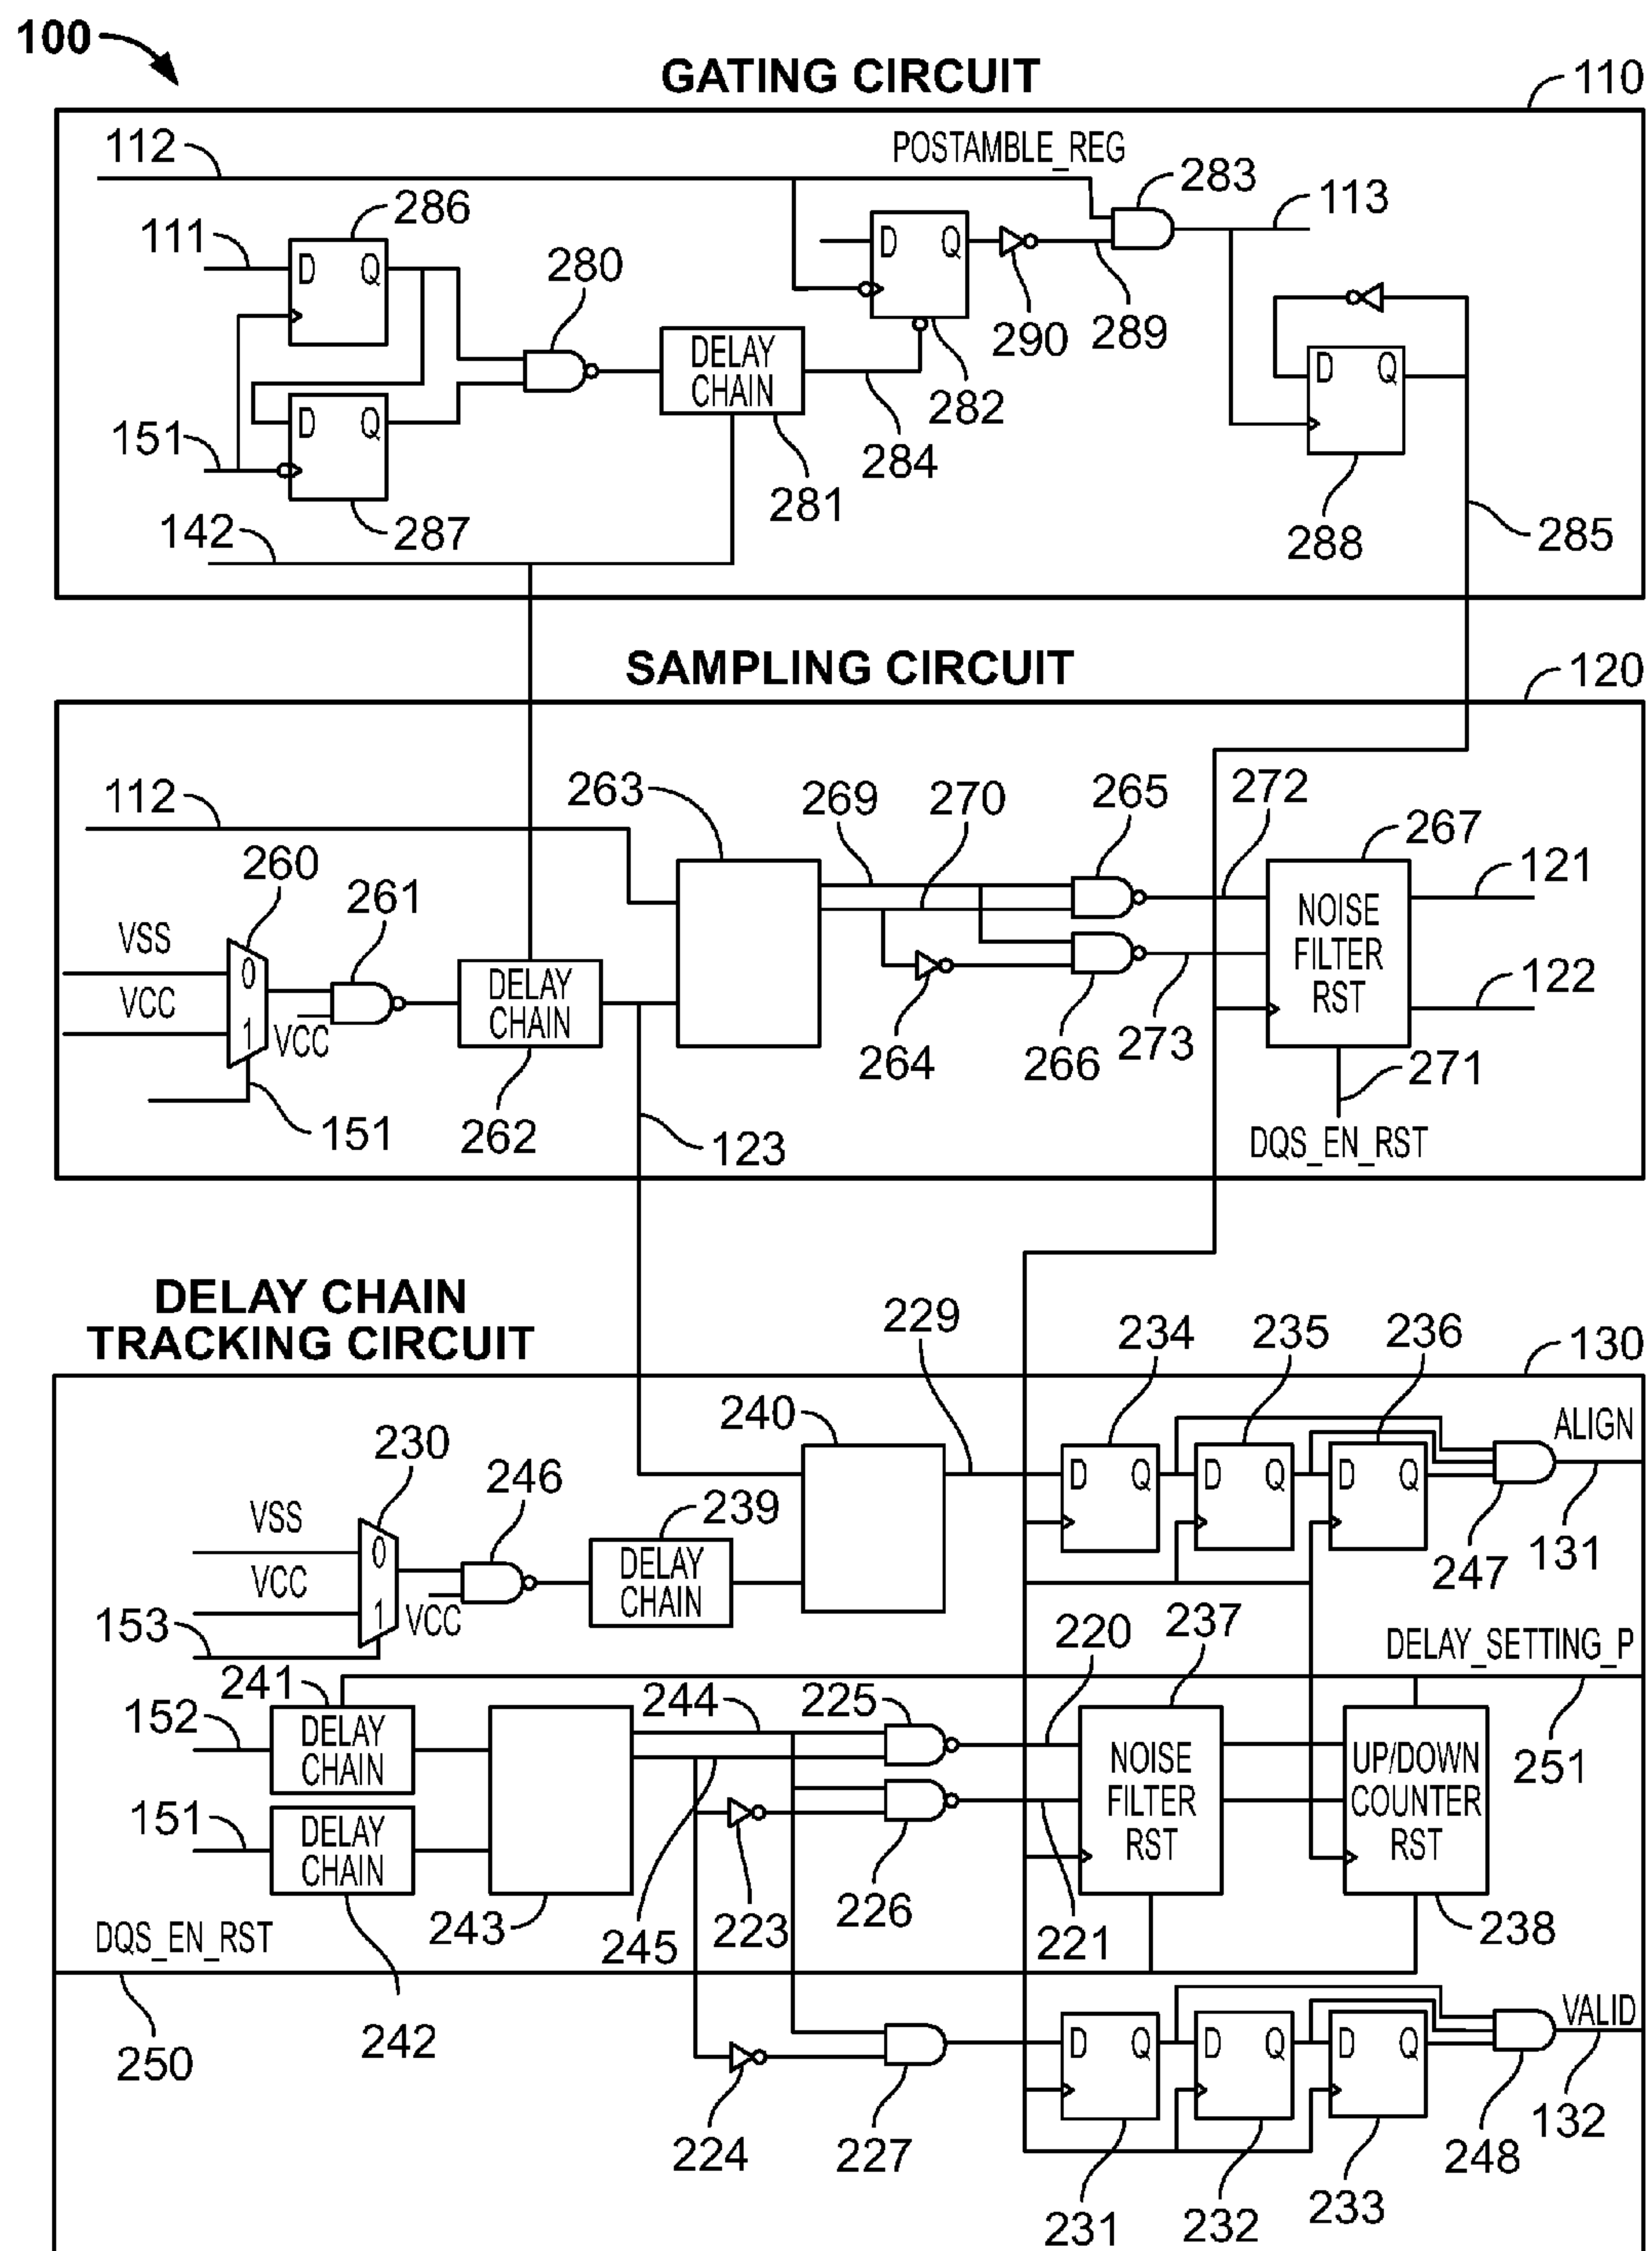 100
GATING CIRCUIT
110
112
POSTAMBLE_REG
283
113
286
111
D Q
280
D Q
290
289
DELAY
CHAIN
282
284
281
151
D Q
287
142
D Q
288
285
SAMPLING CIRCUIT
120
112
263
269
270
265
272
267
121
260
261
VSS
0
VCC
1
VCC
DELAY
CHAIN
262
151
123
264
266
273
NOISE
FILTER
RST
122
271
DQS_EN_RST
DELAY CHAIN
TRACKING CIRCUIT
229
234
235
236
130
240
230
246
239
VSS
0
VCC
1
VCC
153
DELAY
CHAIN
D Q
D Q
D Q
ALIGN
247
131
237
220
DELAY_SETTING_P
241
244
225
152
DELAY
CHAIN
151
DELAY
CHAIN
243
245
223
226
221
NOISE
FILTER
RST
UP/DOWN
COUNTER
RST
251
238
DQS_EN_RST
250
242
224
227
D Q
D Q
D Q
VALID
231
232
233
248
132